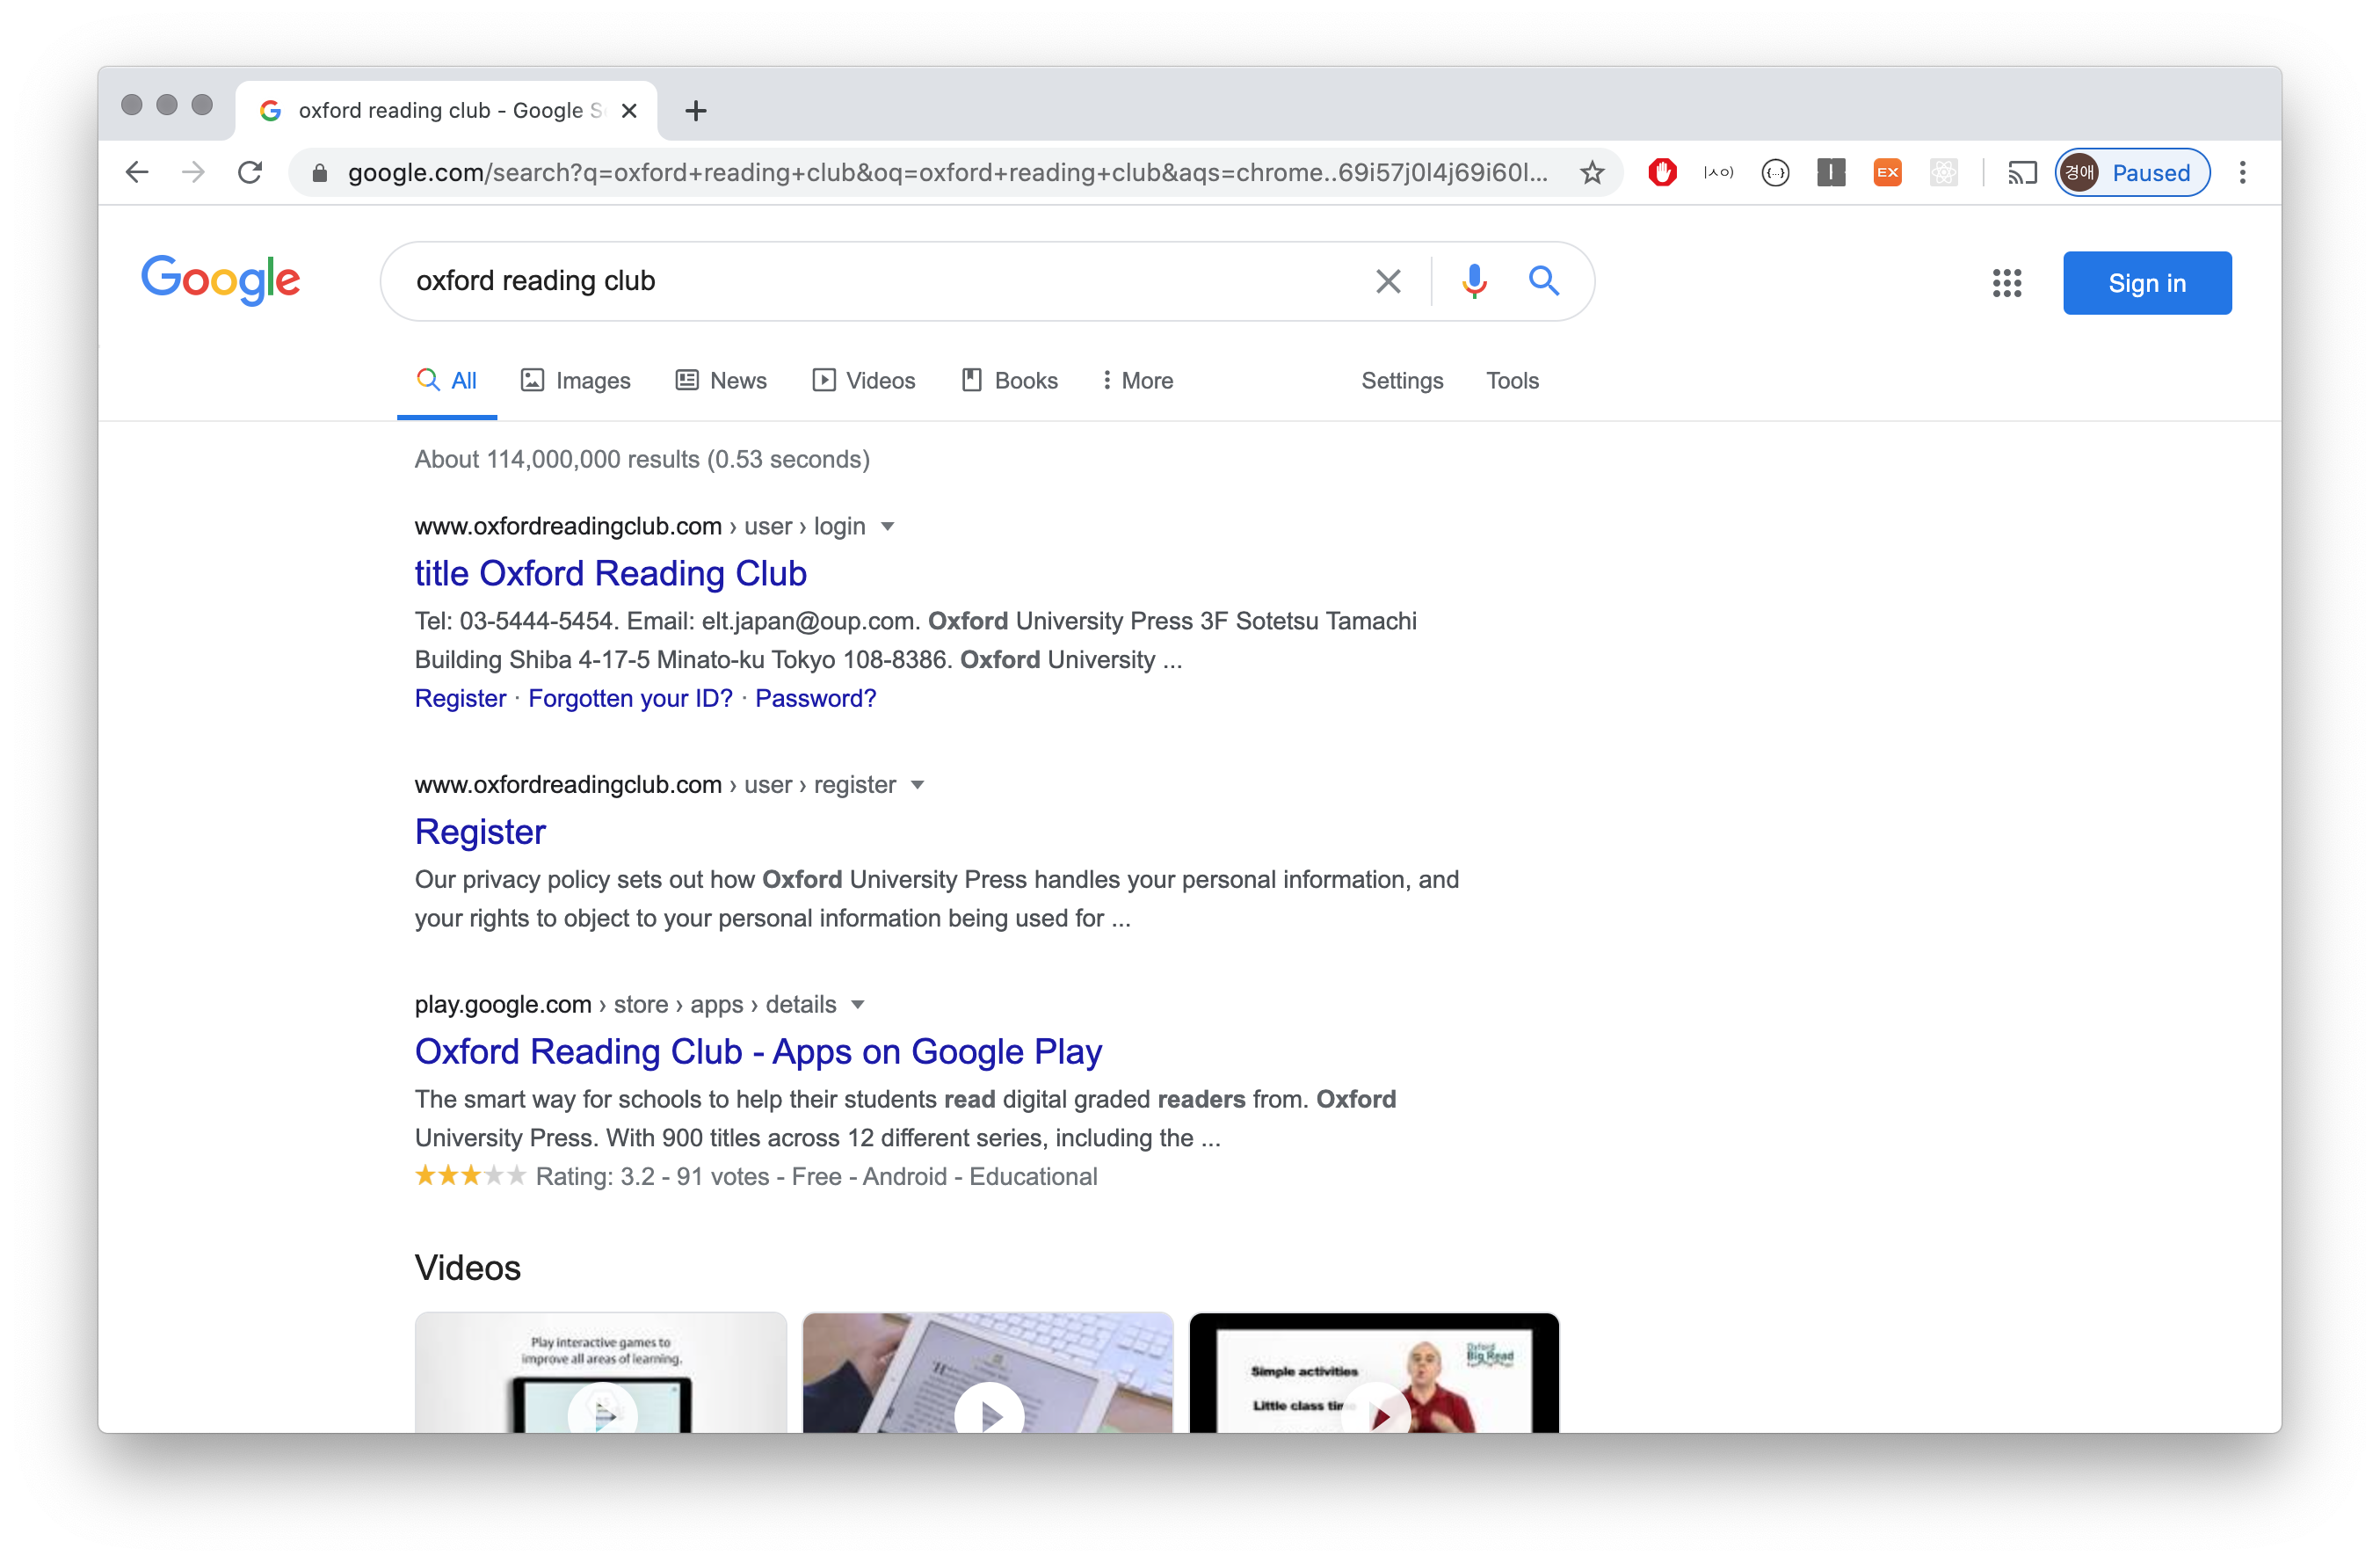 oxford reading club - Google S
google.com/search?q=oxford+reading+club&oq=oxford+reading+club&aqs=chrome..69i57j0l4j69i60l...
|ㅅㅇ)
{...}
EX
경애
Paused
Google
oxford reading club
Sign in
All
Images
News
Videos
Books
More
Settings
Tools
About 114,000,000 results (0.53 seconds)
www.oxfordreadingclub.com › user › login
title Oxford Reading Club
Tel: 03-5444-5454. Email: elt.japan@oup.com. Oxford University Press 3F Sotetsu Tamachi
Building Shiba 4-17-5 Minato-ku Tokyo 108-8386. Oxford University ...
Register · Forgotten your ID? · Password?
www.oxfordreadingclub.com › user › register
Register
Our privacy policy sets out how Oxford University Press handles your personal information, and
your rights to object to your personal information being used for ...
play.google.com › store › apps › details
Oxford Reading Club - Apps on Google Play
The smart way for schools to help their students read digital graded readers from. Oxford
University Press. With 900 titles across 12 different series, including the ...
Rating: 3.2 - 91 votes - Free - Android - Educational
Videos
Play interactive games to
improve all areas of learning.
Simple activities
Oxford
Big Read
Little class